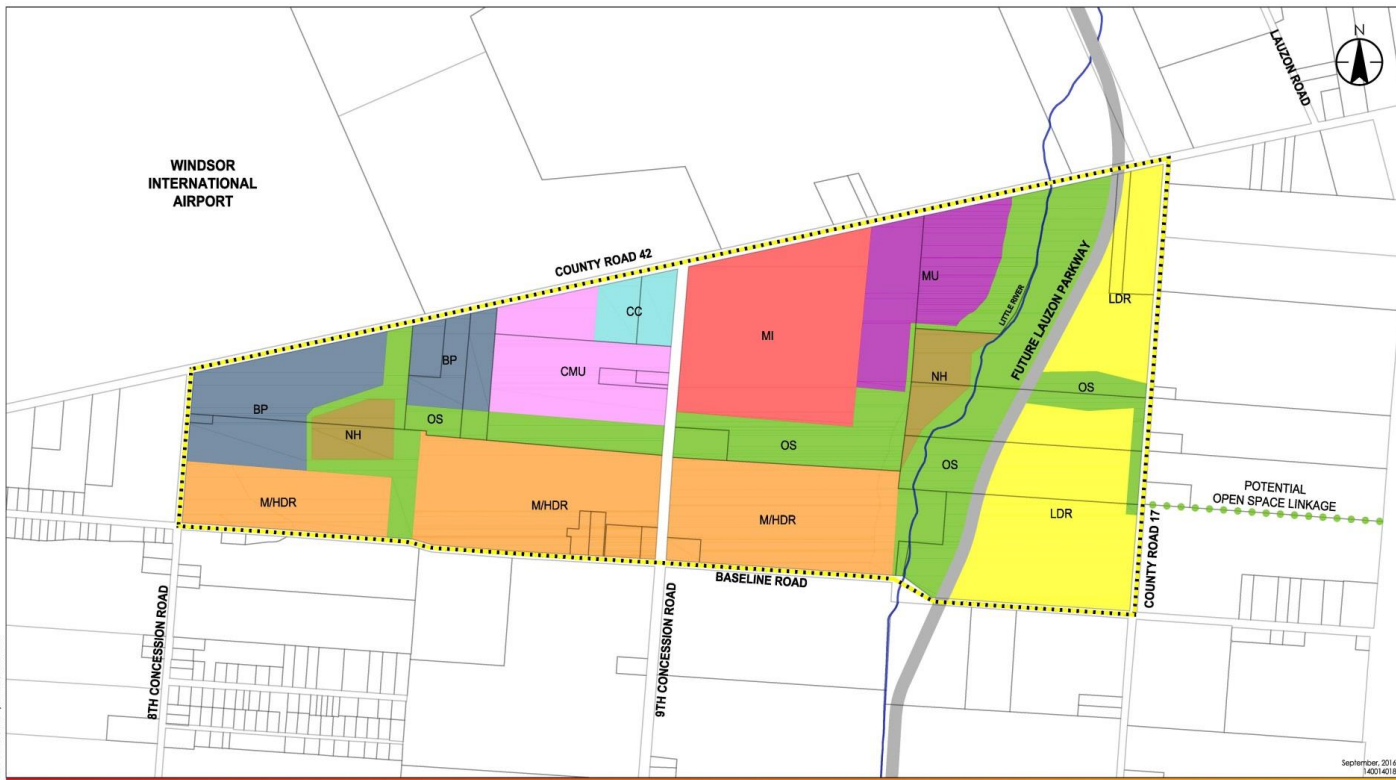 N
LAUZON ROAD
WINDSOR
INTERNATIONAL
AIRPORT
COUNTY ROAD 42
MU
LITTLE RIVER
FUTURE LAUZON PARKWAY
LDR
CC
MI
BP
CMU
NH
OS
BP
OS
NH
OS
OS
M/HDR
M/HDR
M/HDR
LDR
POTENTIAL
OPEN SPACE LINKAGE
COUNTY ROAD 17
BASELINE ROAD
8TH CONCESSION ROAD
9TH CONCESSION ROAD
September, 2016
140014018